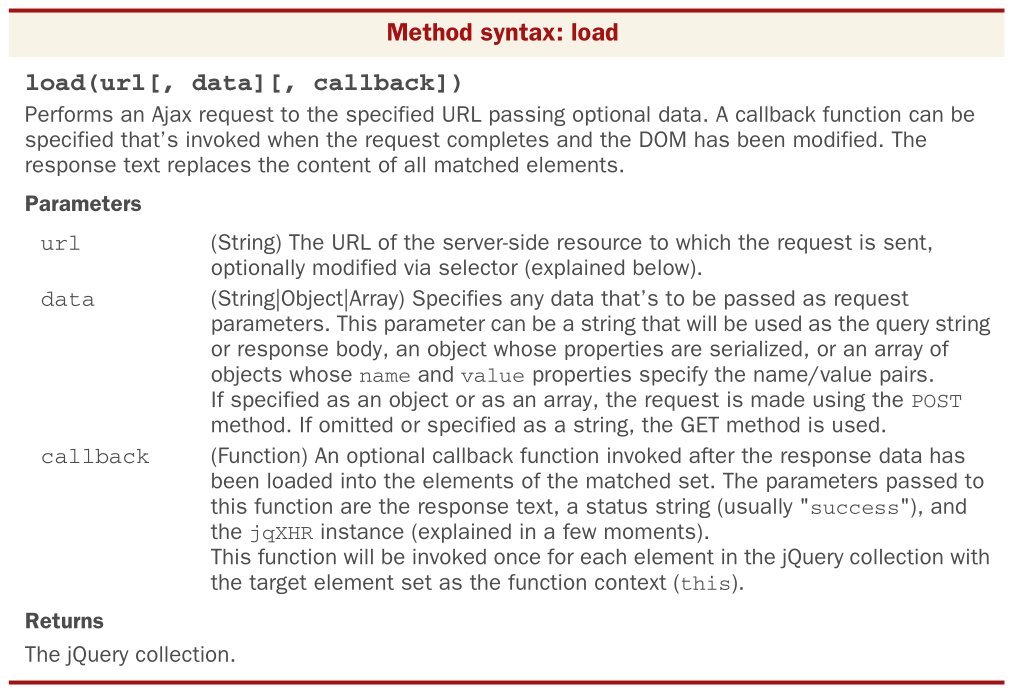 Method syntax: load
load(url[, data][, callback])
Performs an Ajax request to the specified URL passing optional data. A callback function can be
specified that's invoked when the request completes and the DOM has been modified. The
response text replaces the content of all matched elements.
Parameters
url (String) The URL of the server-side resource to which the request is sent,
optionally modified via selector (explained below).
data (String|Object|Array) Specifies any data that's to be passed as request
parameters. This parameter can be a string that will be used as the query string
or response body, an object whose properties are serialized, or an array of
objects whose name and value properties specify the name/value pairs.
If specified as an object or as an array, the request is made using the POST
method. If omitted or specified as a string, the GET method is used.
callback (Function) An optional callback function invoked after the response data has
been loaded into the elements of the matched set. The parameters passed to
this function are the response text, a status string (usually "success"), and
the jqXHR instance (explained in a few moments).
This function will be invoked once for each element in the jQuery collection with
the target element set as the function context (this).
Returns
The jQuery collection.